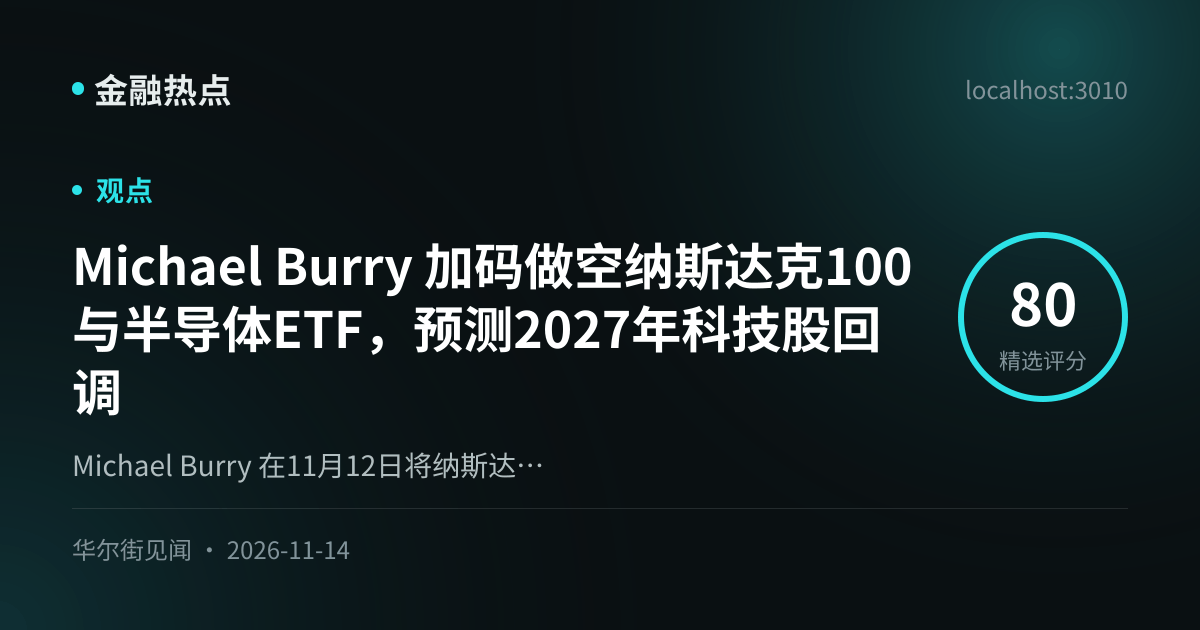 金融热点
localhost:3010
观点
Michael Burry 加码做空纳斯达克100
与半导体ETF，预测2027年科技股回
调
80
精选评分
Michael Burry 在11月12日将纳斯达…
华尔街见闻 · 2026-11-14